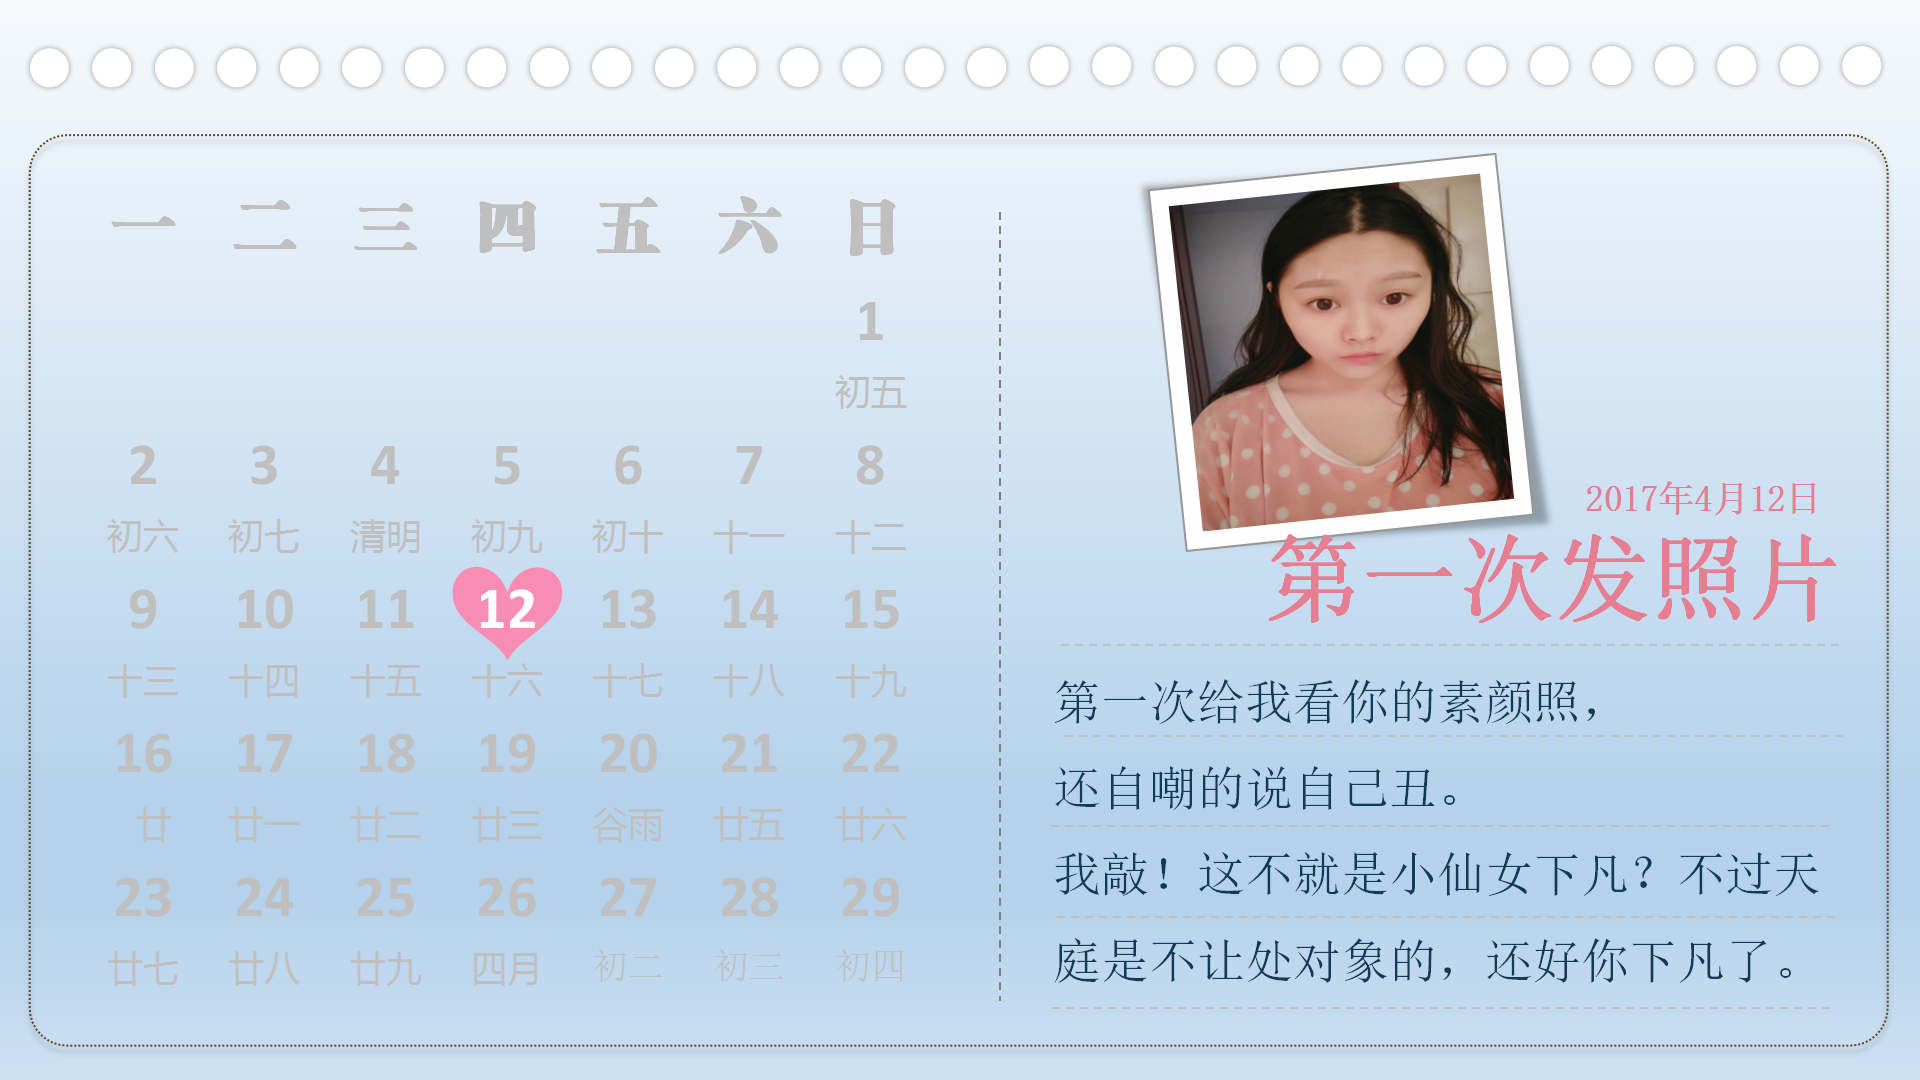 一 二 三 四 五 六 日
1
初五
2 3 4 5 6 7 8
初六 初七 清明 初九 初十 十一 十二
9 10 11 12 13 14 15
十三 十四 十五 十六 十七 十八 十九
16 17 18 19 20 21 22
廿 廿一 廿二 廿三 谷雨 廿五 廿六
23 24 25 26 27 28 29
廿七 廿八 廿九 四月 初二 初三 初四
2017年4月12日
第一次发照片
第一次给我看你的素颜照，
还自嘲的说自己丑。
我敲！这不就是小仙女下凡？不过天
庭是不让处对象的，还好你下凡了。